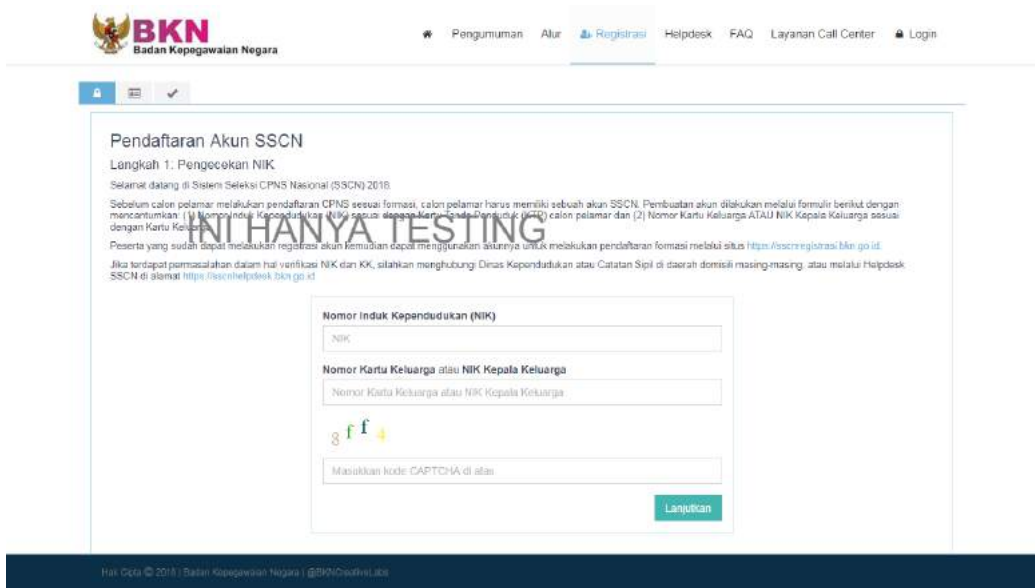 BKN
Badan Kepegawaian Negara
Pengumuman Alur Registrasi Helpdesk FAQ Layanan Call Center Login
Pendaftaran Akun SSCN
Langkah 1: Pengecekan NIK
Selamat datang di Sistem Seleksi CPNS Nasional (SSCN) 2018.
Sebelum calon pelamar melakukan pendaftaran CPNS sesuai formasi, calon pelamar harus memiliki sebuah akun SSCN. Pembuatan akun dilakukan melalui formulir berikut dengan
mencantumkan: (1) Nomor Induk Kependudukan (NIK) sesuai dengan Kartu Tanda Penduduk (KTP) calon pelamar dan (2) Nomor Kartu Keluarga ATAU NIK Kepala Keluarga sesuai
dengan Kartu Keluarga.
INI HANYA TESTING
Peserta yang sudah dapat melakukan registrasi akun kemudian dapat menggunakan akunnya untuk melakukan pendaftaran formasi melalui situs https://sscnregistrasi.bkn.go.id.
Jika terdapat permasalahan dalam hal verifikasi NIK dan KK, silahkan menghubungi Dinas Kependudukan atau Catatan Sipil di daerah domisili masing-masing, atau melalui Helpdesk
SSCN di alamat https://sscnhelpdesk.bkn.go.id
Nomor Induk Kependudukan (NIK)
NIK
Nomor Kartu Keluarga atau NIK Kepala Keluarga
Nomor Kartu Keluarga atau NIK Kepala Keluarga
8 f f 4
Masukkan kode CAPTCHA di atas
Lanjutkan
Hak Cipta © 2018 | Badan Kepegawaian Negara | @BKNCreativeLabs